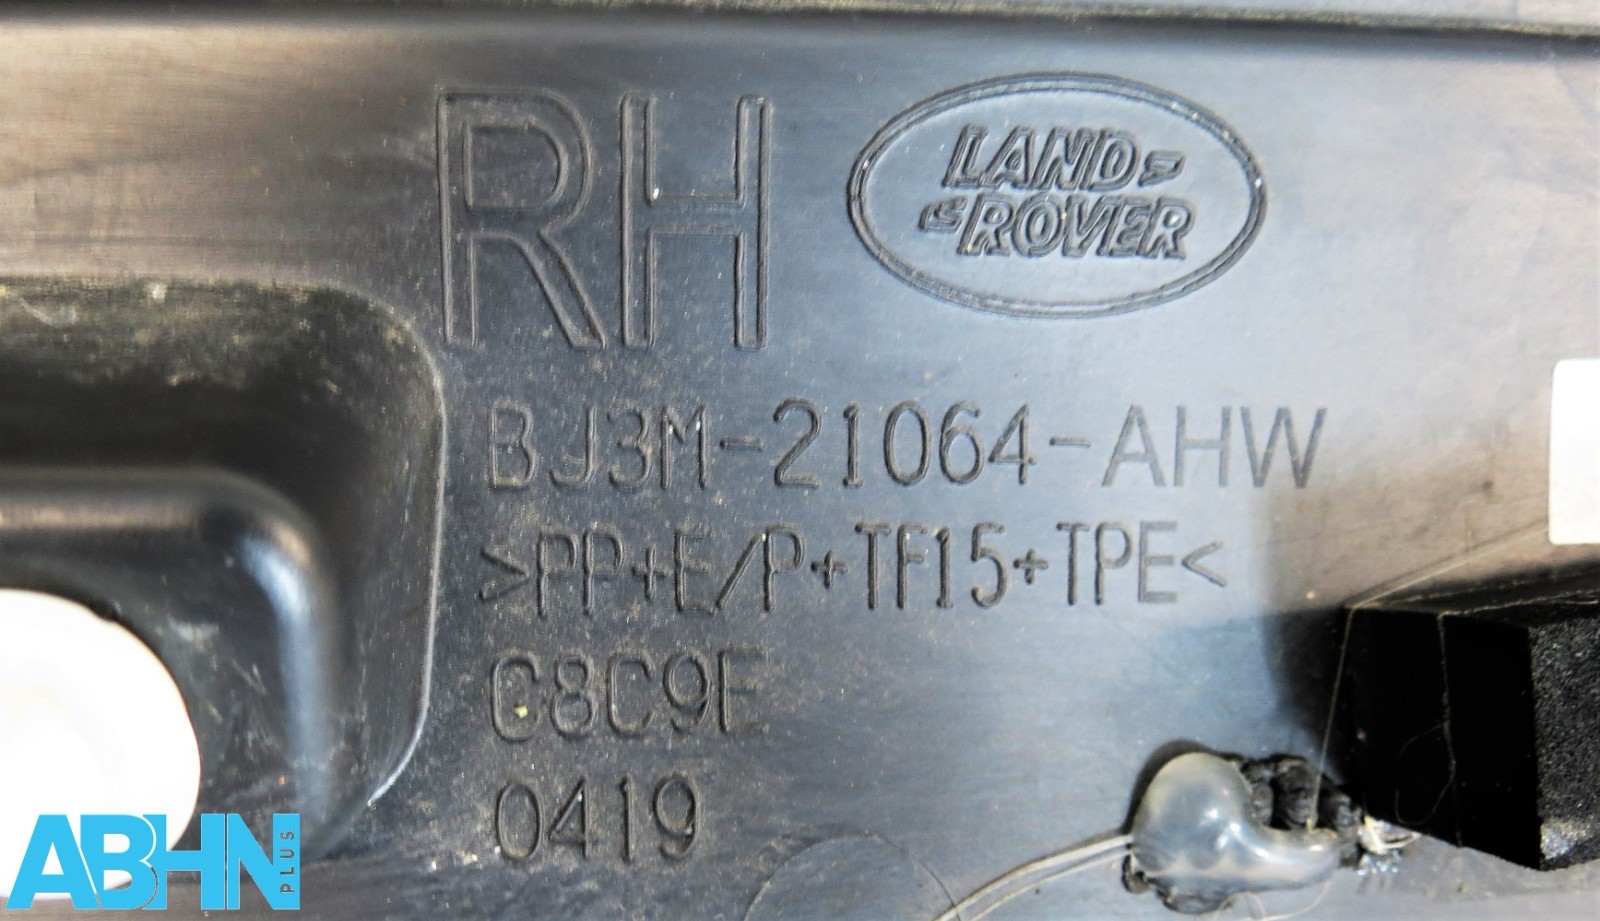 RH
LAND
ROVER
BJ3M-21064-AHW
>PP+E/P+TF15+TPE<
C8C9E
0419
ABHN
PLUS